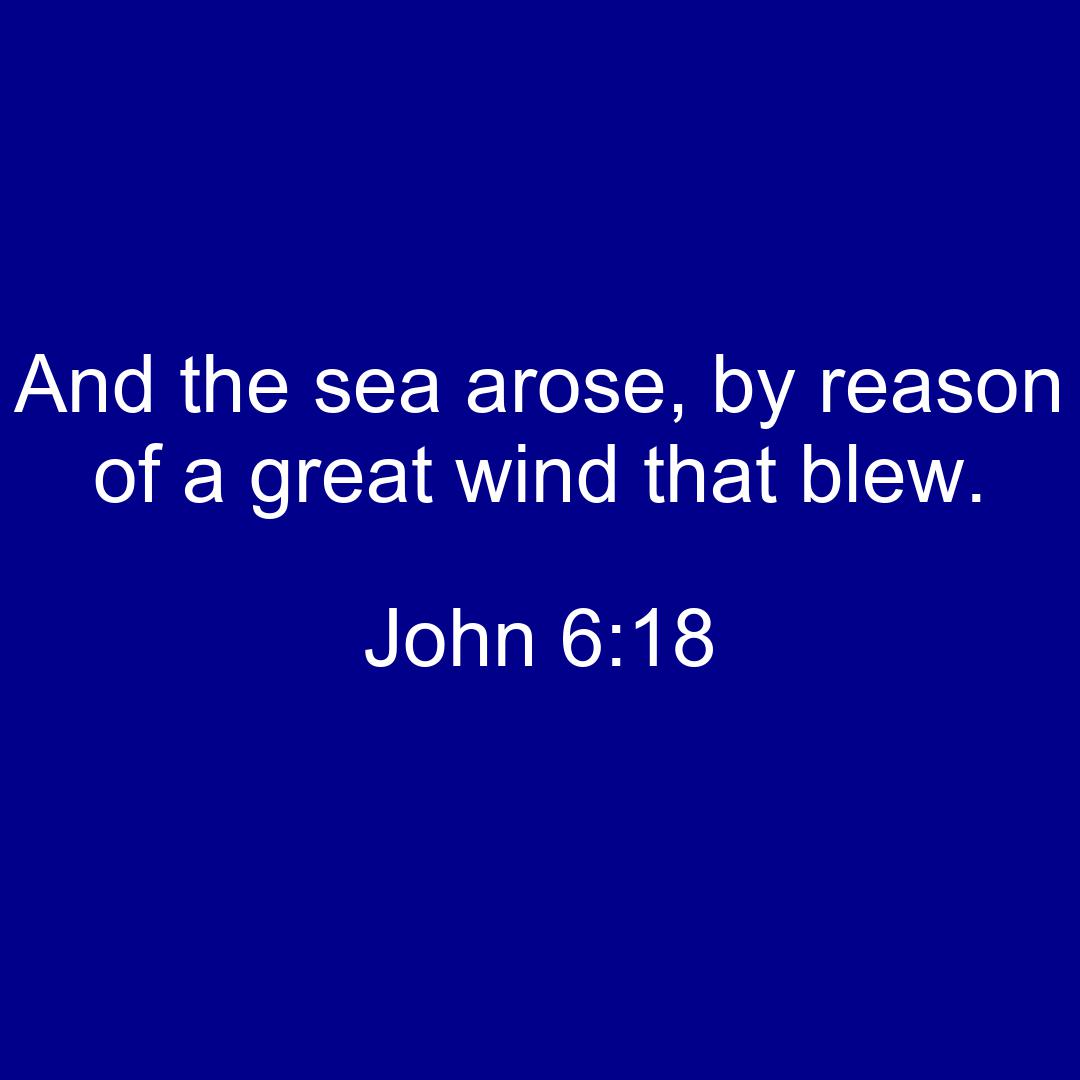 And the sea arose, by reason
of a great wind that blew.
John 6:18